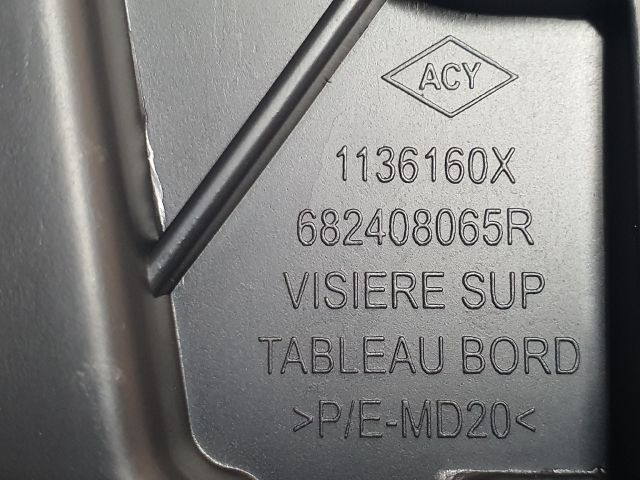 ACY
1136160X
682408065R
VISIERE SUP
TABLEAU BORD
>P/E-MD20<